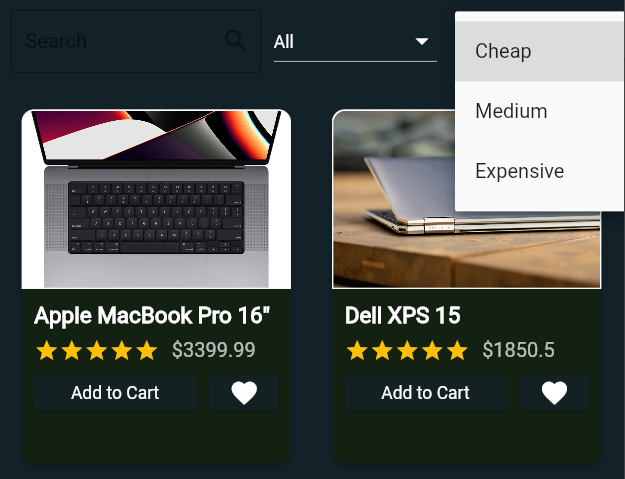 Search
All
Cheap
Medium
Expensive
Apple MacBook Pro 16"
$3399.99
Add to Cart
Dell XPS 15
$1850.5
Add to Cart